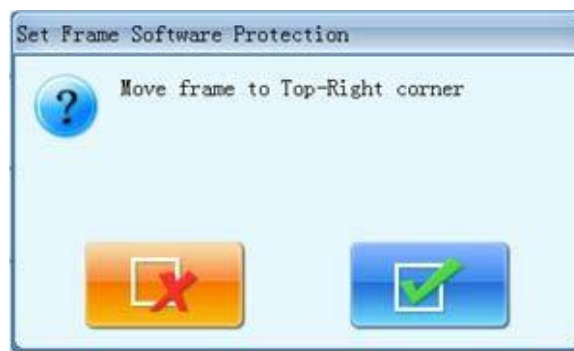 Set Frame Software Protection
?
Move frame to Top-Right corner